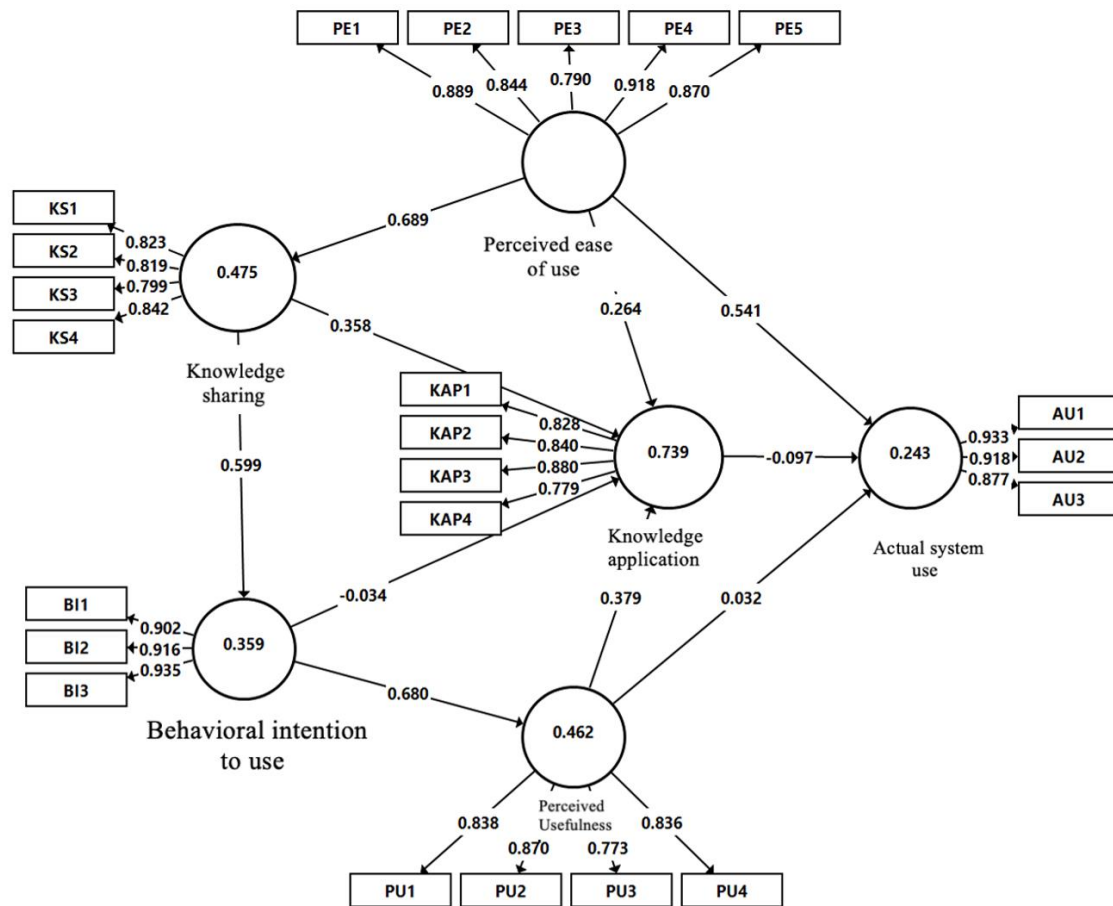 PE1 PE2 PE3 PE4 PE5
0.889 0.844 0.790 0.918 0.870
Perceived ease
of use
KS1
KS2
KS3
KS4
0.823
0.819
0.799
0.842
0.475
Knowledge
sharing
0.689
0.358
0.264
0.541
KAP1
KAP2
KAP3
KAP4
0.828
0.840
0.880
0.779
0.739
Knowledge
application
-0.097
0.243
Actual system
use
0.933
0.918
0.877
AU1
AU2
AU3
0.599
-0.034
0.379
0.032
BI1
BI2
BI3
0.902
0.916
0.935
0.359
Behavioral intention
to use
0.680
0.462
Perceived
Usefulness
0.838 0.870 0.773 0.836
PU1 PU2 PU3 PU4